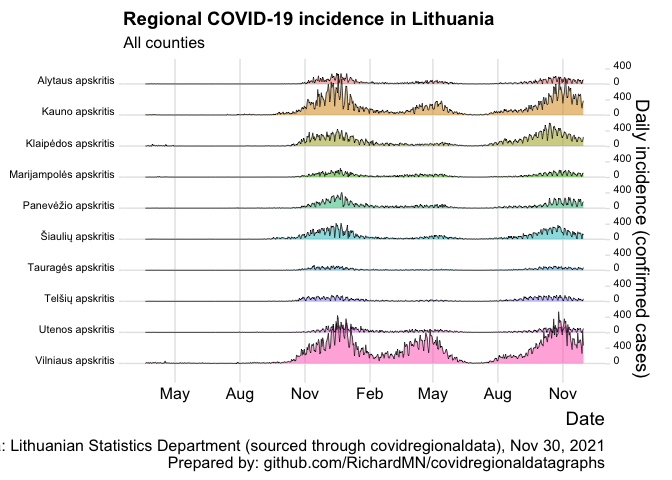 Regional COVID-19 incidence in Lithuania
All counties
Alytaus apskritis
400
0
Kauno apskritis
400
0
Klaipėdos apskritis
400
0
Marijampolės apskritis
400
0
Panevėžio apskritis
400
0
Šiaulių apskritis
400
0
Tauragės apskritis
400
0
Telšių apskritis
400
0
Utenos apskritis
400
0
Vilniaus apskritis
400
0
Daily incidence (confirmed cases)
May Aug Nov Feb May Aug Nov
Date
: Lithuanian Statistics Department (sourced through covidregionaldata), Nov 30, 2021
Prepared by: github.com/RichardMN/covidregionaldatagraphs